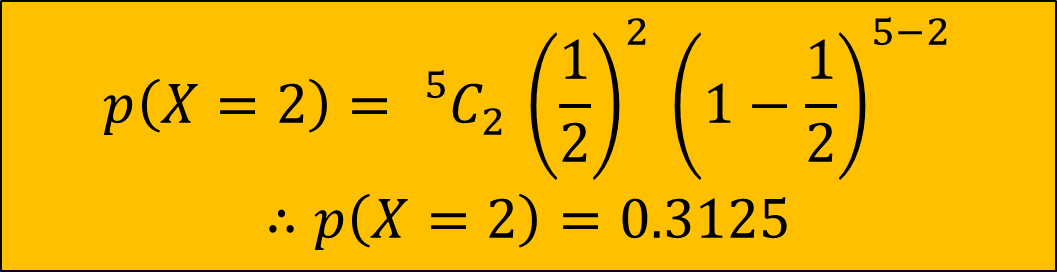 p(X = 2) = ⁵C₂ (1/2)² (1 − 1/2)⁵⁻²
∴ p(X = 2) = 0.3125